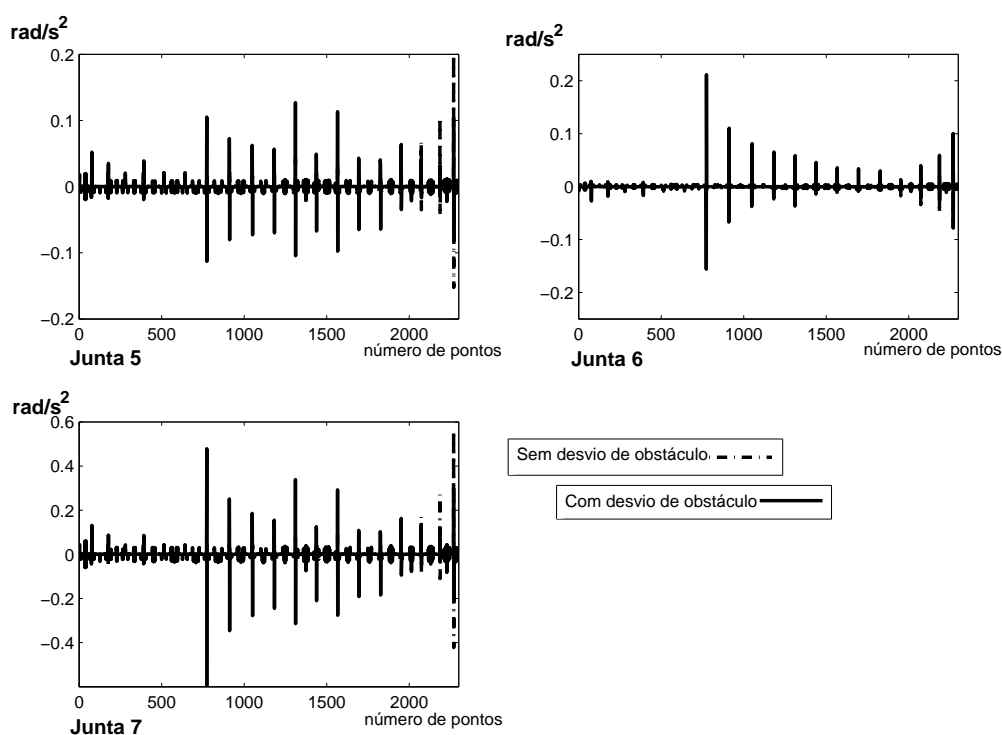 rad/s²
0.2
0.1
0
−0.1
−0.2
0 500 1000 1500 2000
número de pontos
Junta 5
rad/s²
0.2
0.1
0
−0.1
−0.2
0 500 1000 1500 2000
número de pontos
Junta 6
rad/s²
0.6
0.4
0.2
0
−0.2
−0.4
0 500 1000 1500 2000
número de pontos
Junta 7
Sem desvio de obstáculo
Com desvio de obstáculo